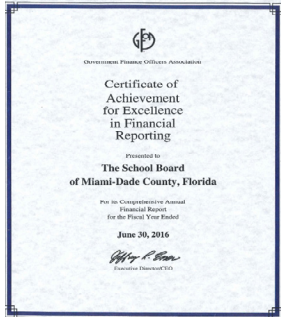 Government Finance Officers Association
Certificate of
Achievement
for Excellence
in Financial
Reporting
Presented to
The School Board
of Miami-Dade County, Florida
For its Comprehensive Annual
Financial Report
for the Fiscal Year Ended
June 30, 2016
Executive Director/CEO